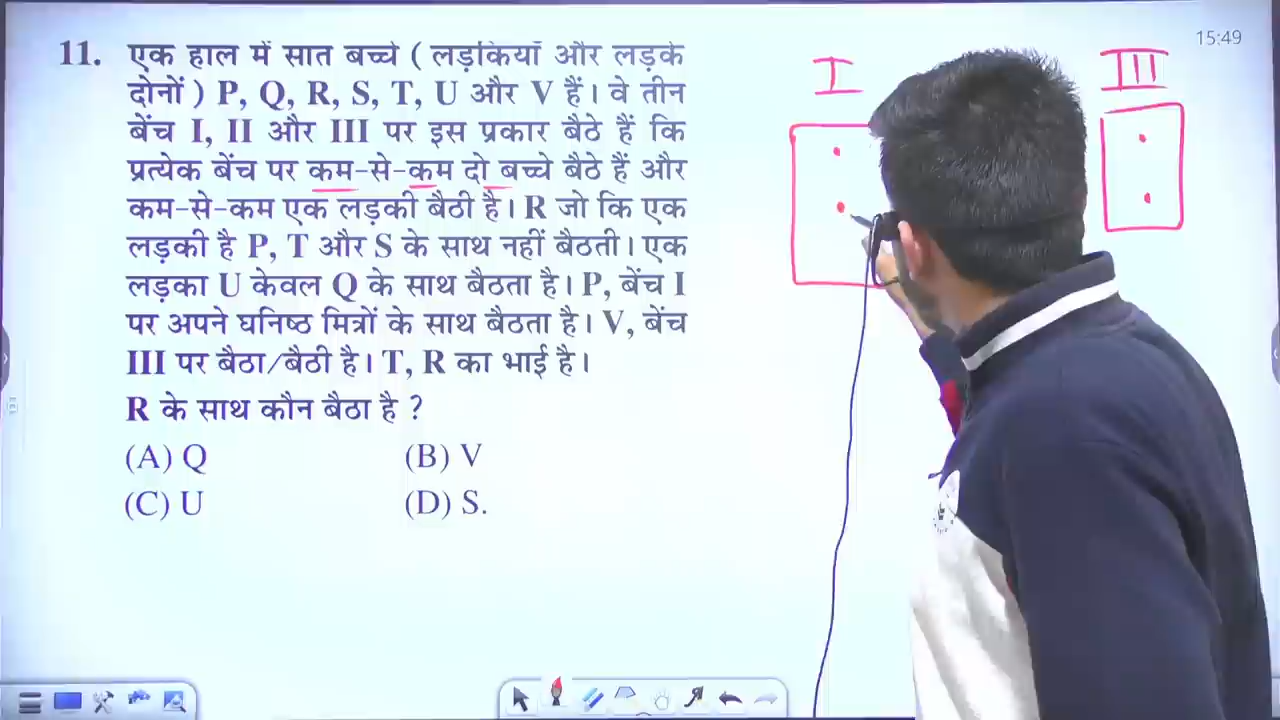 15:49
11. एक हाल में सात बच्चे ( लड़कियाँ और लड़के
दोनों ) P, Q, R, S, T, U और V हैं। वे तीन
बेंच I, II और III पर इस प्रकार बैठे हैं कि
प्रत्येक बेंच पर कम-से-कम दो बच्चे बैठे हैं और
कम-से-कम एक लड़की बैठी है। R जो कि एक
लड़की है P, T और S के साथ नहीं बैठती। एक
लड़का U केवल Q के साथ बैठता है। P, बेंच I
पर अपने घनिष्ठ मित्रों के साथ बैठता है। V, बेंच
III पर बैठा/बैठी है। T, R का भाई है।
R के साथ कौन बैठा है ?
(A) Q (B) V
(C) U (D) S.
I III